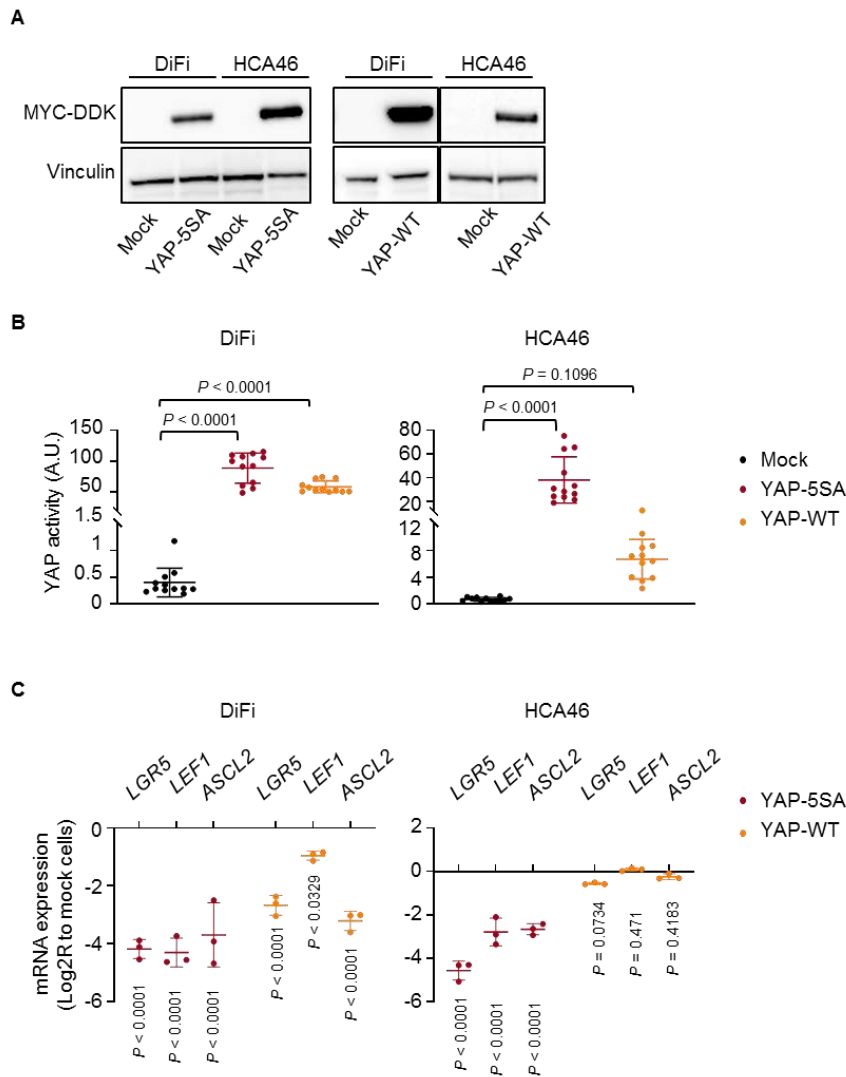 A
DiFi HCA46 DiFi HCA46
MYC-DDK
Vinculin
Mock YAP-5SA Mock YAP-5SA Mock YAP-WT Mock YAP-WT
B
DiFi HCA46
P < 0.0001 P = 0.1096
P < 0.0001 P < 0.0001
YAP activity (A.U.)
150
100
50
1.5
1
0.5
0
80
60
40
20
12
8
4
0
Mock
YAP-5SA
YAP-WT
C
DiFi HCA46
LGR5 LEF1 ASCL2 LGR5 LEF1 ASCL2 LGR5 LEF1 ASCL2 LGR5 LEF1 ASCL2
YAP-5SA
YAP-WT
mRNA expression
(Log2R to mock cells)
0
-2
-4
-6
2
0
-2
-4
-6
P < 0.0001 P < 0.0001 P < 0.0001 P < 0.0001 P < 0.0329 P < 0.0001
P < 0.0001 P < 0.0001 P < 0.0001 P = 0.0734 P = 0.471 P = 0.4183